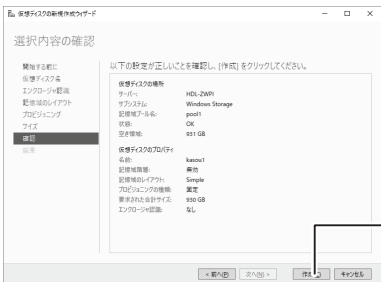 仮想ディスクの新規作成ウィザード
選択内容の確認
以下の設定が正しいことを確認し、[作成] をクリックしてください。
開始する前に
仮想ディスク名
エンクロージャ認識
記憶域のレイアウト
プロビジョニング
サイズ
確認
結果
仮想ディスクの場所
サーバー: HDL-ZWPI
サブシステム: Windows Storage
記憶域プール名: pool1
状態: OK
空き領域: 931 GB
仮想ディスクのプロパティ
名前: kasou1
記憶域階層: 無効
記憶域のレイアウト: Simple
プロビジョニングの種類: 固定
要求された合計サイズ: 930 GB
エンクロージャ認識: なし
< 前へ(P) 次へ(N) > 作成 キャンセル